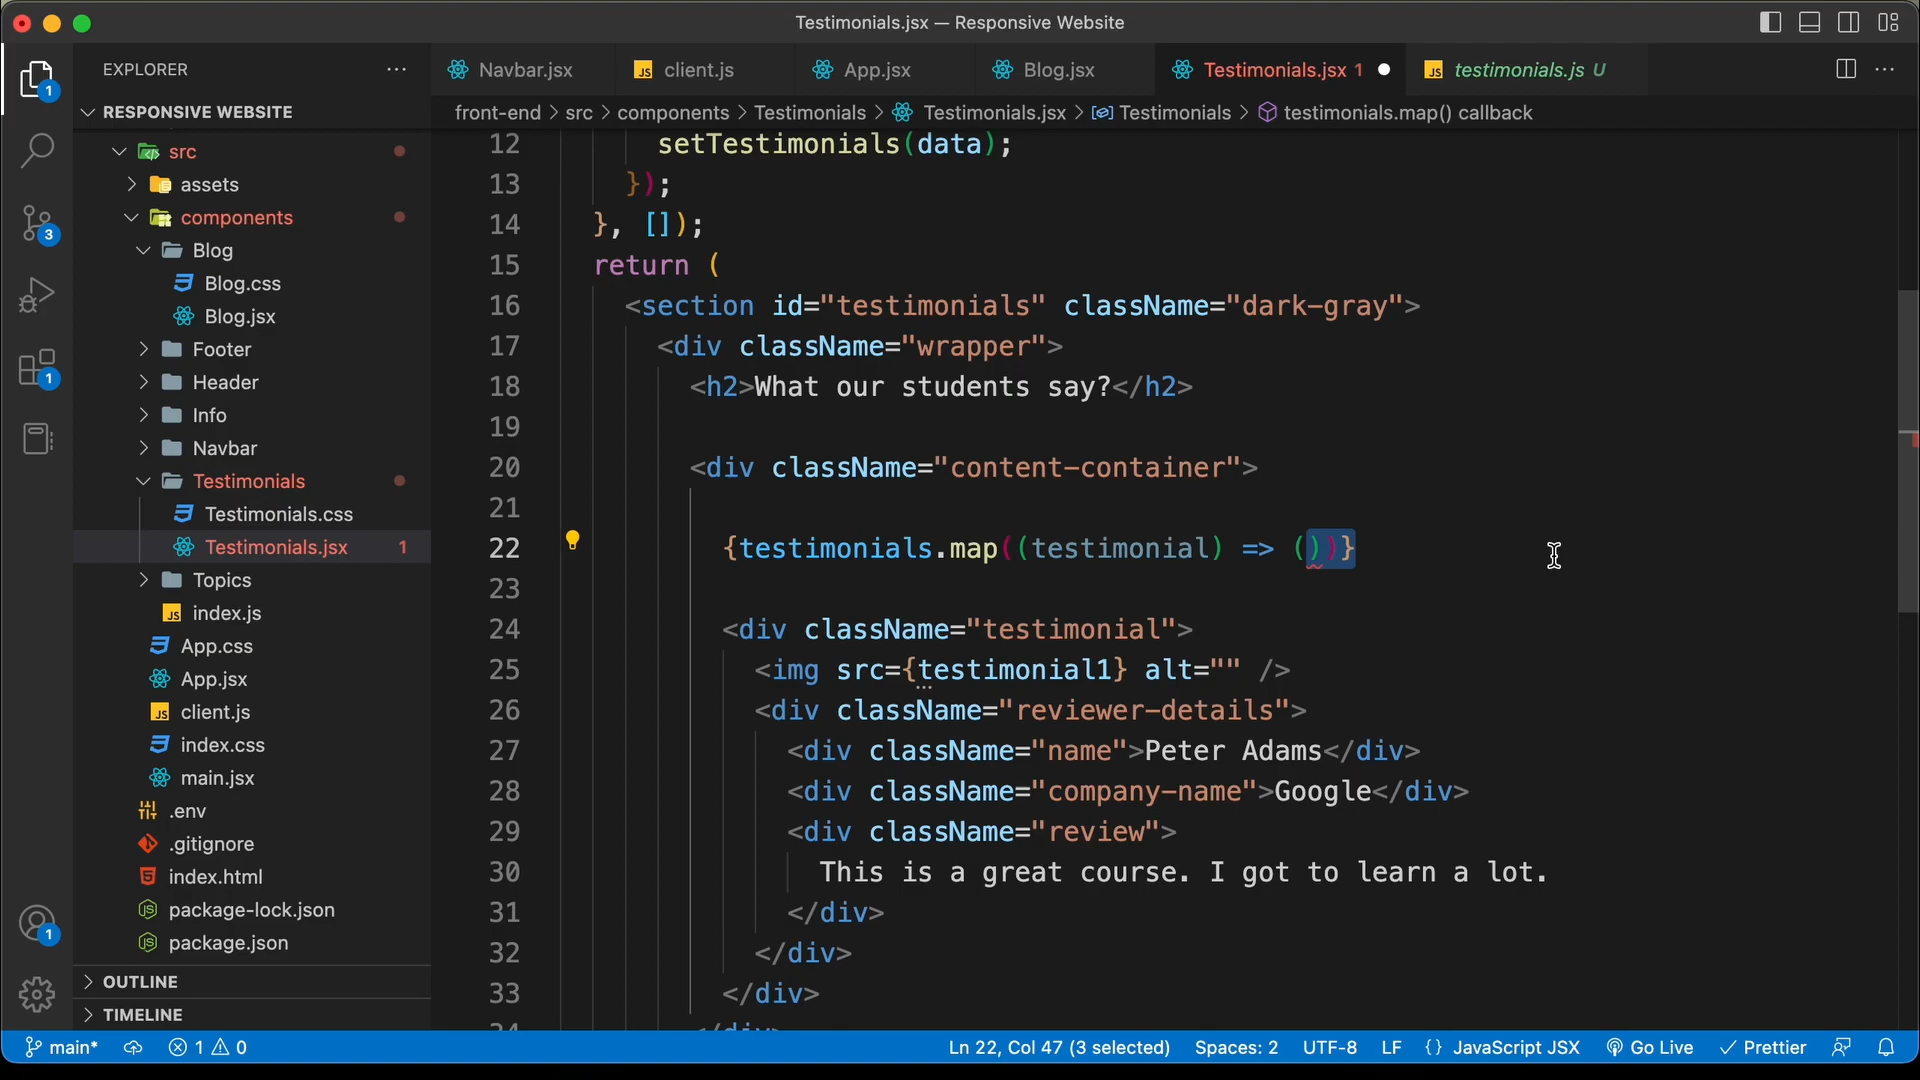 Testimonials.jsx — Responsive Website
EXPLORER
Navbar.jsx
client.js
App.jsx
Blog.jsx
Testimonials.jsx 1
testimonials.js U
RESPONSIVE WEBSITE
front-end > src > components > Testimonials > Testimonials.jsx > Testimonials > testimonials.map() callback
src
assets
components
Blog
Blog.css
Blog.jsx
Footer
Header
Info
Navbar
Testimonials
Testimonials.css
Testimonials.jsx 1
Topics
index.js
App.css
App.jsx
client.js
index.css
main.jsx
.env
.gitignore
index.html
package-lock.json
package.json
OUTLINE
TIMELINE
1
3
1
1
12 setTestimonials(data);
13 });
14 }, []);
15 return (
16 <section id="testimonials" className="dark-gray">
17 <div className="wrapper">
18 <h2>What our students say?</h2>
19
20 <div className="content-container">
21
22 {testimonials.map((testimonial) => ())}
23
24 <div className="testimonial">
25 <img src={testimonial1} alt="" />
26 <div className="reviewer-details">
27 <div className="name">Peter Adams</div>
28 <div className="company-name">Google</div>
29 <div className="review">
30 This is a great course. I got to learn a lot.
31 </div>
32 </div>
33 </div>
34 </div>
main*
1 0
Ln 22, Col 47 (3 selected)
Spaces: 2
UTF-8
LF
{} JavaScript JSX
Go Live
Prettier